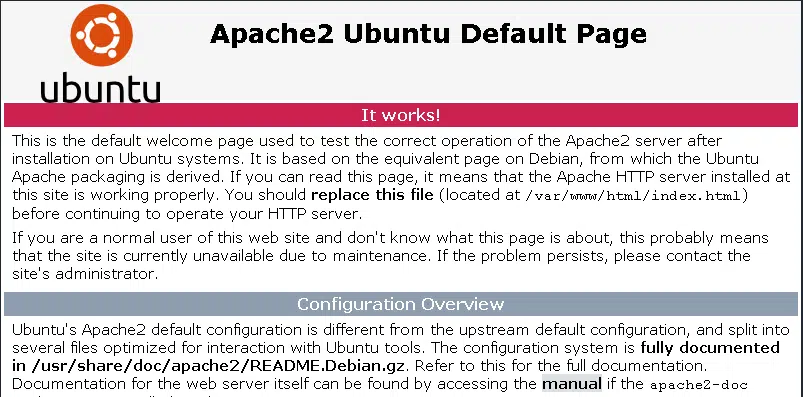 Apache2 Ubuntu Default Page
ubuntu
It works!
This is the default welcome page used to test the correct operation of the Apache2 server after
installation on Ubuntu systems. It is based on the equivalent page on Debian, from which the Ubuntu
Apache packaging is derived. If you can read this page, it means that the Apache HTTP server installed at
this site is working properly. You should replace this file (located at /var/www/html/index.html)
before continuing to operate your HTTP server.
If you are a normal user of this web site and don't know what this page is about, this probably means
that the site is currently unavailable due to maintenance. If the problem persists, please contact the
site's administrator.
Configuration Overview
Ubuntu's Apache2 default configuration is different from the upstream default configuration, and split into
several files optimized for interaction with Ubuntu tools. The configuration system is fully documented
in /usr/share/doc/apache2/README.Debian.gz. Refer to this for the full documentation.
Documentation for the web server itself can be found by accessing the manual if the apache2-doc